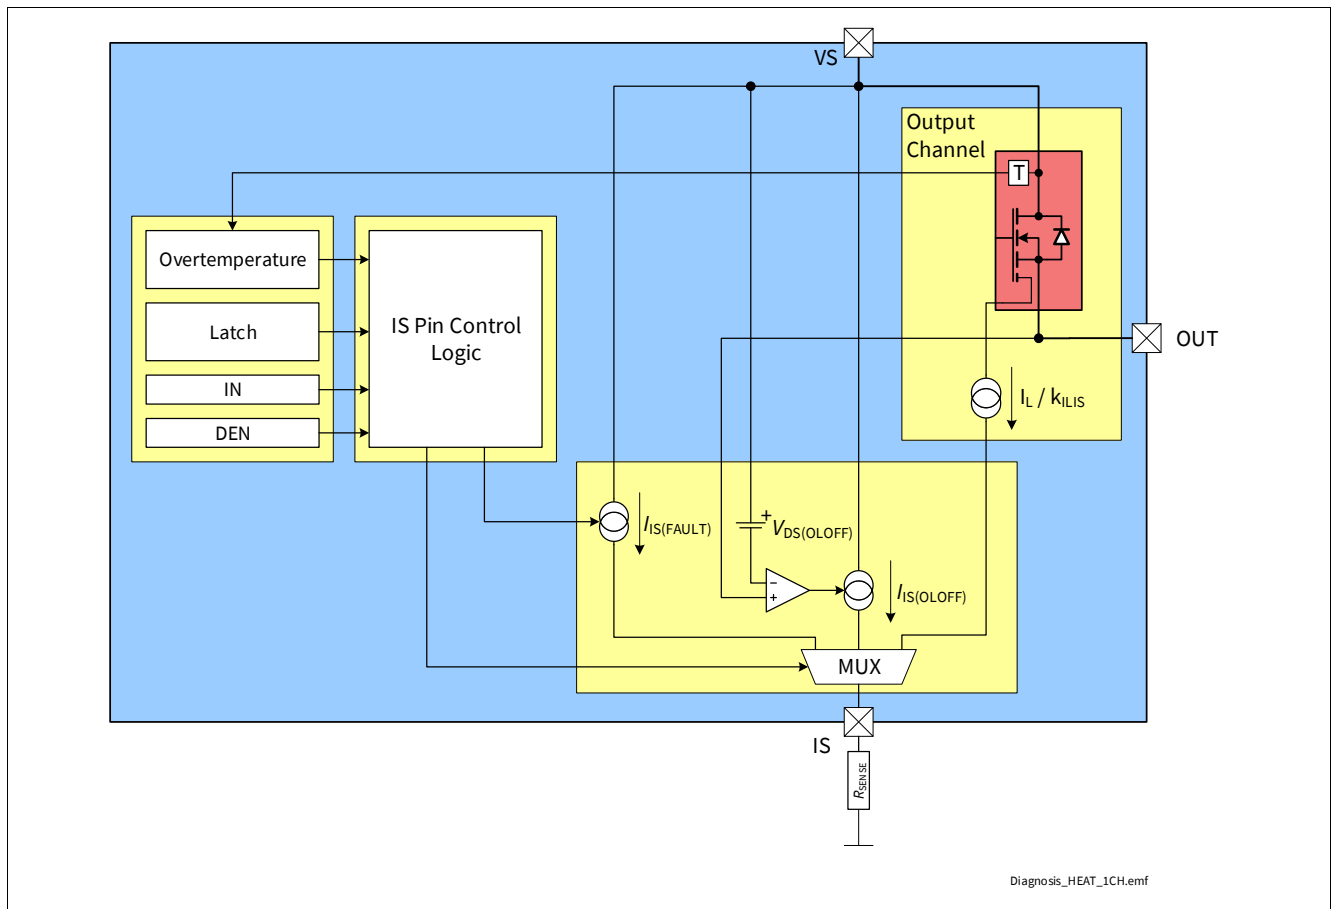 VS
Output
Channel
T
Overtemperature
Latch
IN
DEN
IS Pin Control
Logic
OUT
I_L / k_ILIS
I_IS(FAULT)
+
V_DS(OLOFF)
−
+
I_IS(OLOFF)
MUX
IS
R_SENSE
Diagnosis_HEAT_1CH.emf